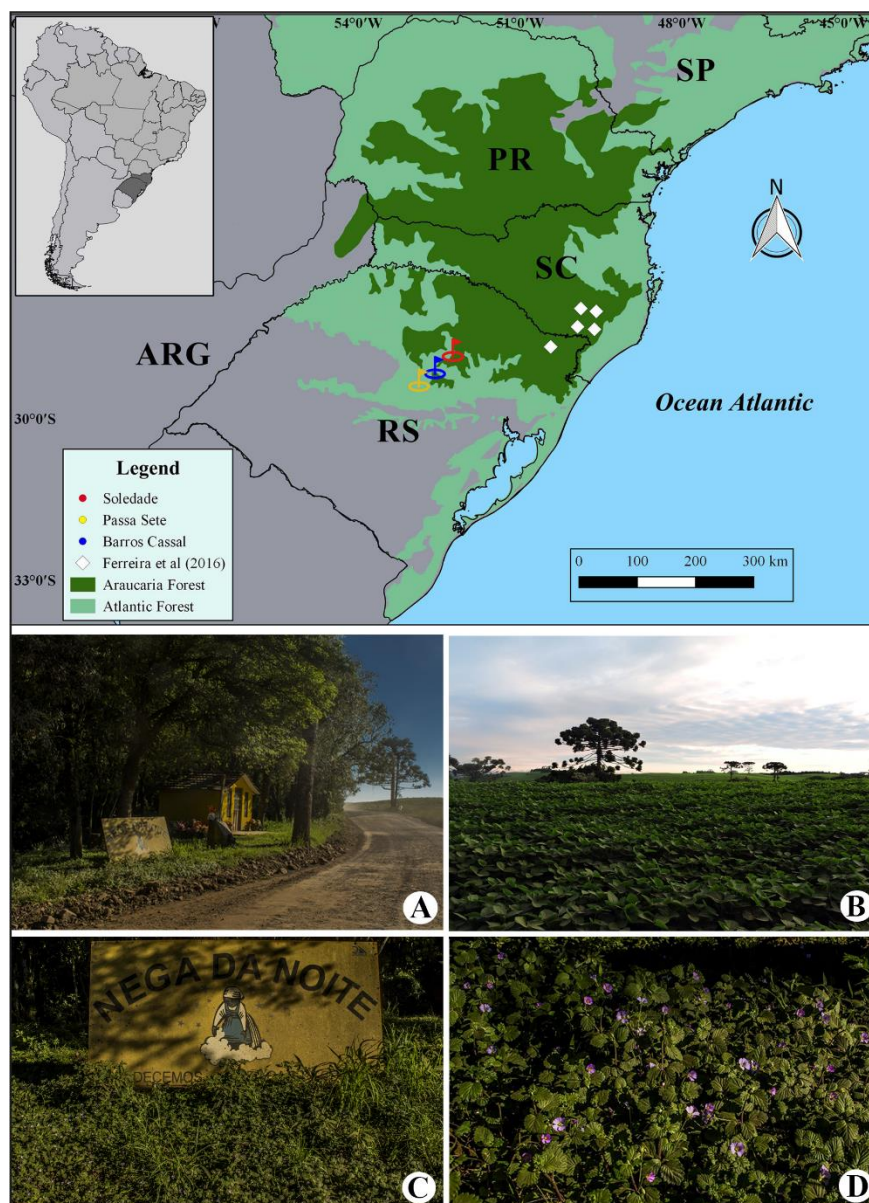 54°0'W 51°0'W 48°0'W 45°0'W
SP
PR
N
SC
ARG
Ocean Atlantic
30°0'S
RS
Legend
Soledade
Passa Sete
Barros Cassal
Ferreira et al (2016)
Araucaria Forest
Atlantic Forest
0 100 200 300 km
33°0'S
A
B
NEGA DA NOITE
DECEMOS
C
D